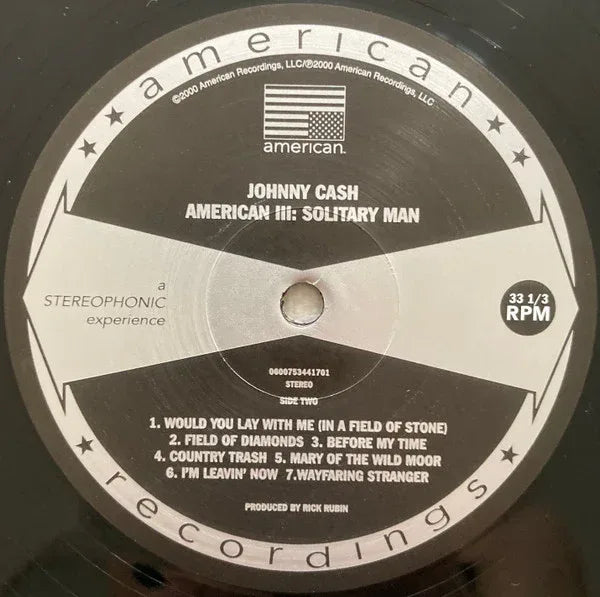 american
©2000 American Recordings, LLC/℗2000 American Recordings, LLC
american™
JOHNNY CASH
AMERICAN III: SOLITARY MAN
a
STEREOPHONIC
experience
33 1/3
RPM
0600753441701
STEREO
SIDE TWO
1. WOULD YOU LAY WITH ME (IN A FIELD OF STONE)
2. FIELD OF DIAMONDS 3. BEFORE MY TIME
4. COUNTRY TRASH 5. MARY OF THE WILD MOOR
6. I'M LEAVIN' NOW 7.WAYFARING STRANGER
PRODUCED BY RICK RUBIN
recordings